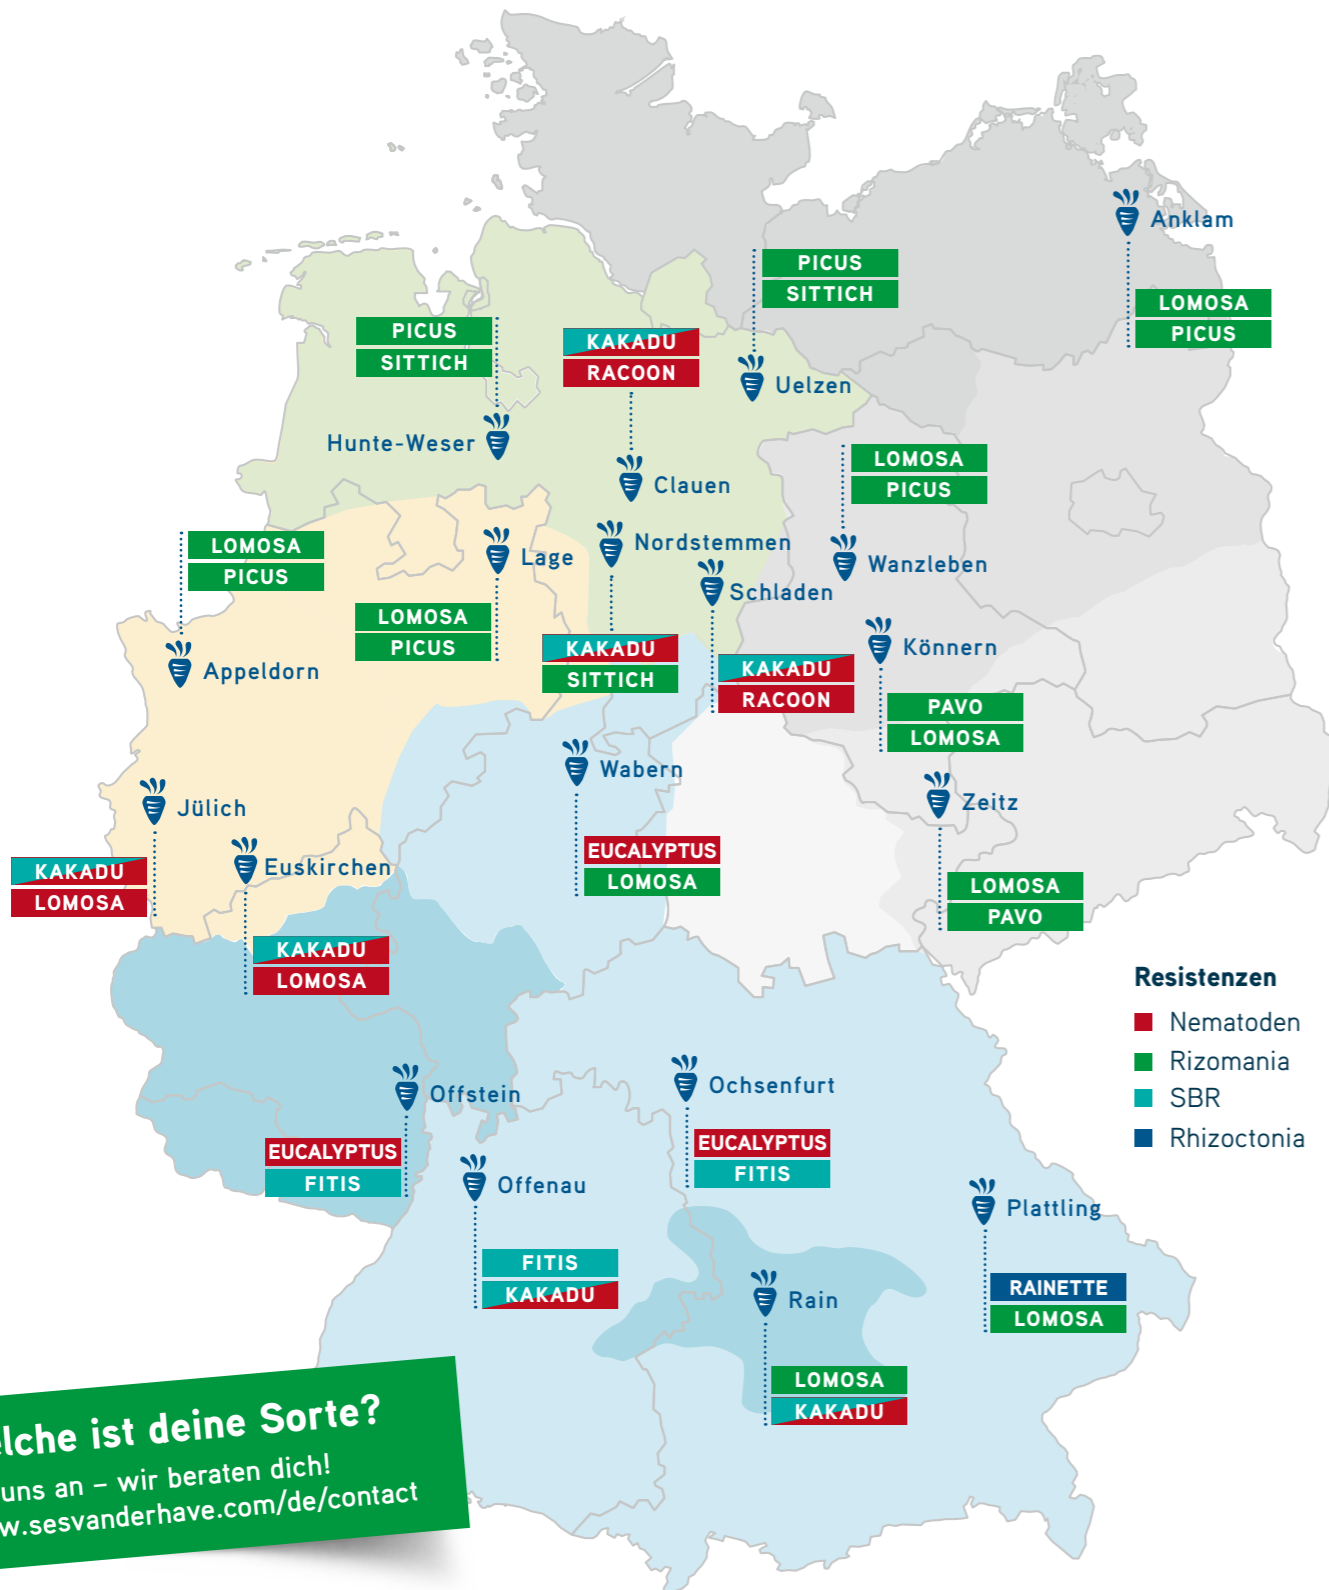 Anklam
LOMOSA
PICUS
PICUS
SITTICH
Uelzen
PICUS
SITTICH
Hunte-Weser
KAKADU
RACOON
Clauen
LOMOSA
PICUS
Wanzleben
LOMOSA
PICUS
Appeldorn
Lage
LOMOSA
PICUS
Nordstemmen
KAKADU
SITTICH
Schladen
KAKADU
RACOON
Könnern
PAVO
LOMOSA
Wabern
EUCALYPTUS
LOMOSA
Zeitz
LOMOSA
PAVO
Jülich
KAKADU
LOMOSA
Euskirchen
KAKADU
LOMOSA
Resistenzen
Nematoden
Rizomania
SBR
Rhizoctonia
Offstein
EUCALYPTUS
FITIS
Ochsenfurt
EUCALYPTUS
FITIS
Offenau
FITIS
KAKADU
Plattling
RAINETTE
LOMOSA
Rain
LOMOSA
KAKADU
ist deine Sorte?
uns an – wir beraten dich!
w.sesvanderhave.com/de/contact